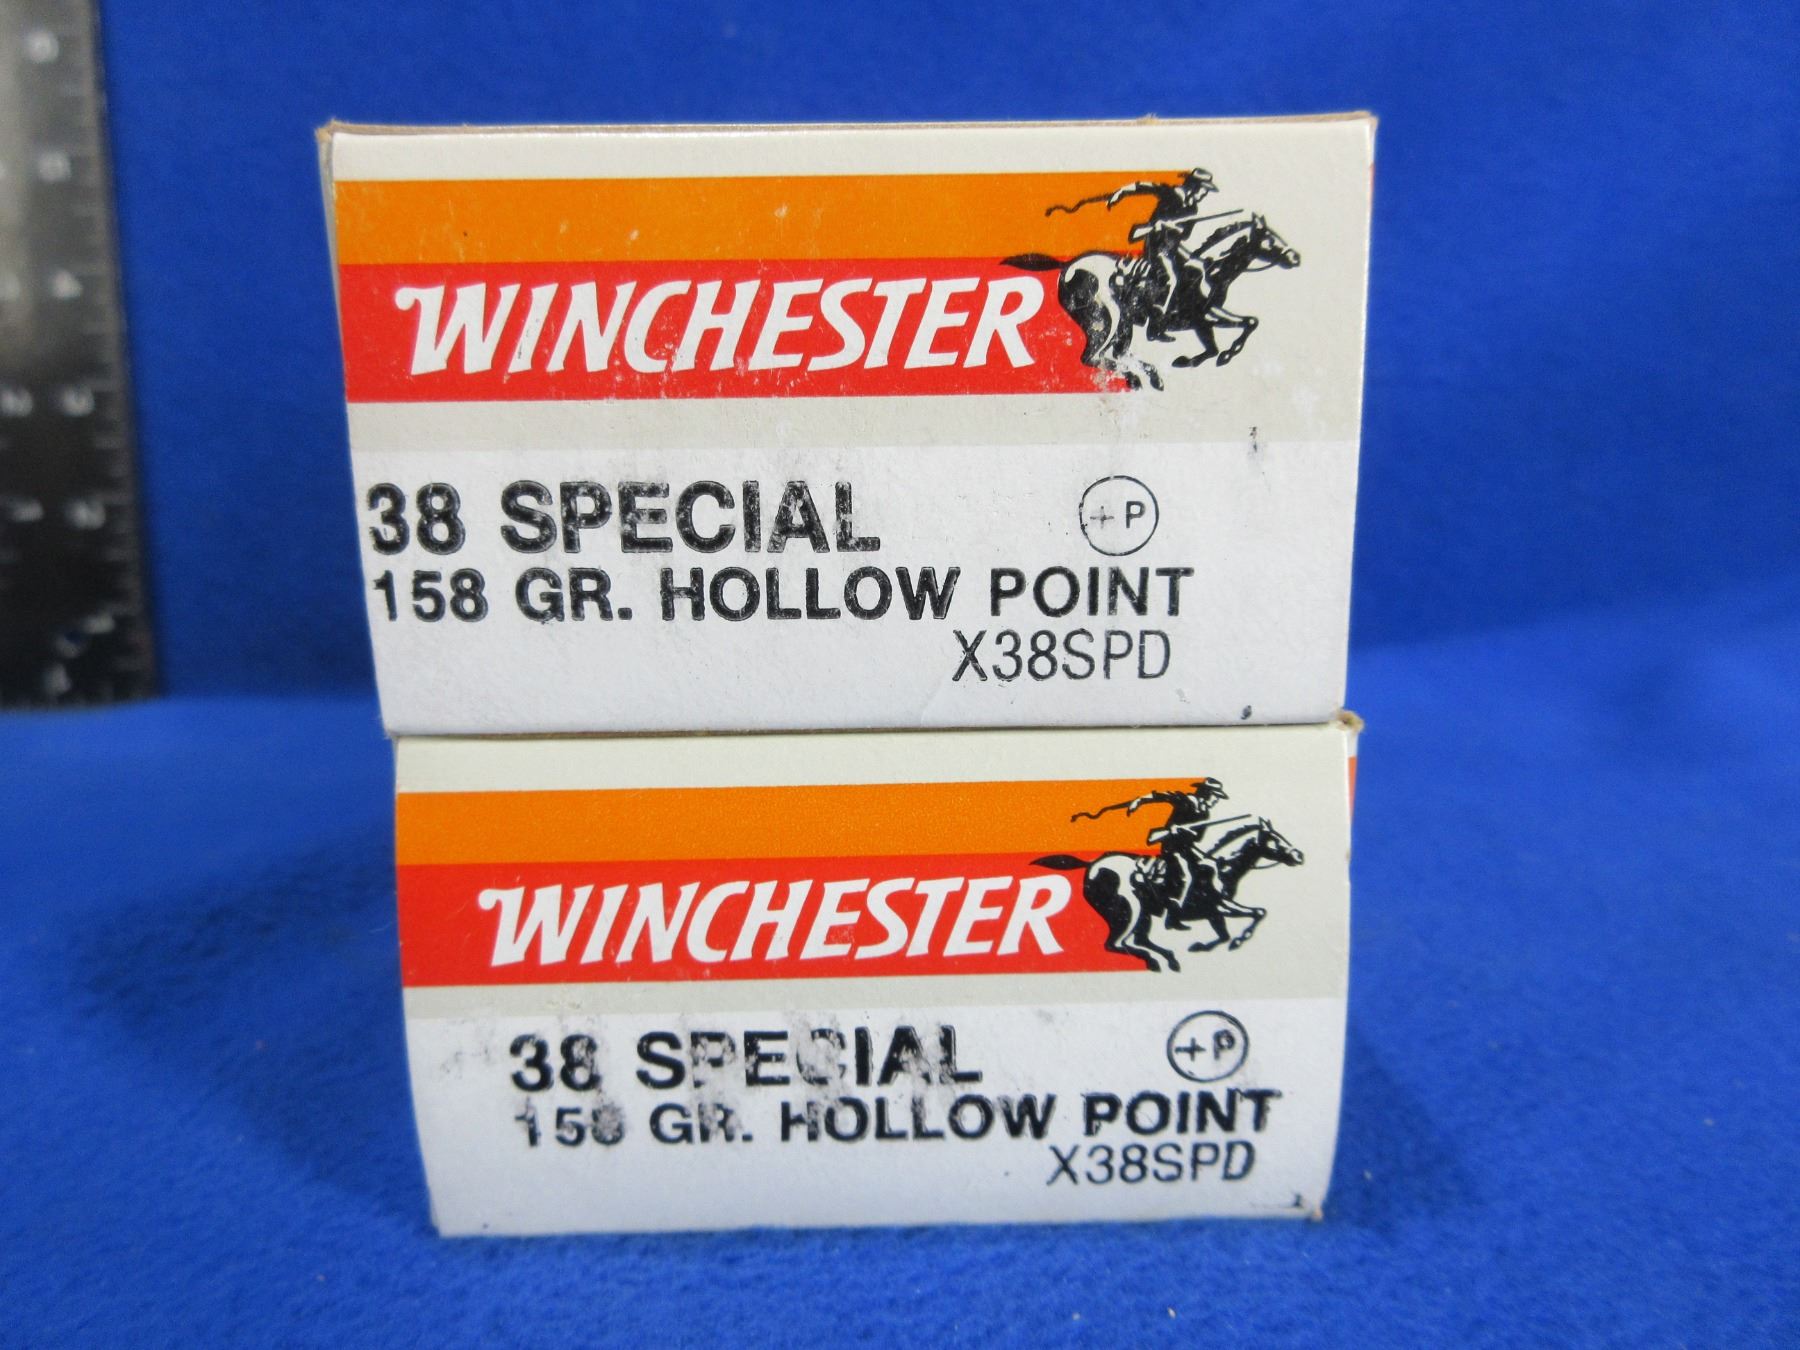 WINCHESTER
38 SPECIAL +P
158 GR. HOLLOW POINT
X38SPD
WINCHESTER
38 SPECIAL +P
158 GR. HOLLOW POINT
X38SPD